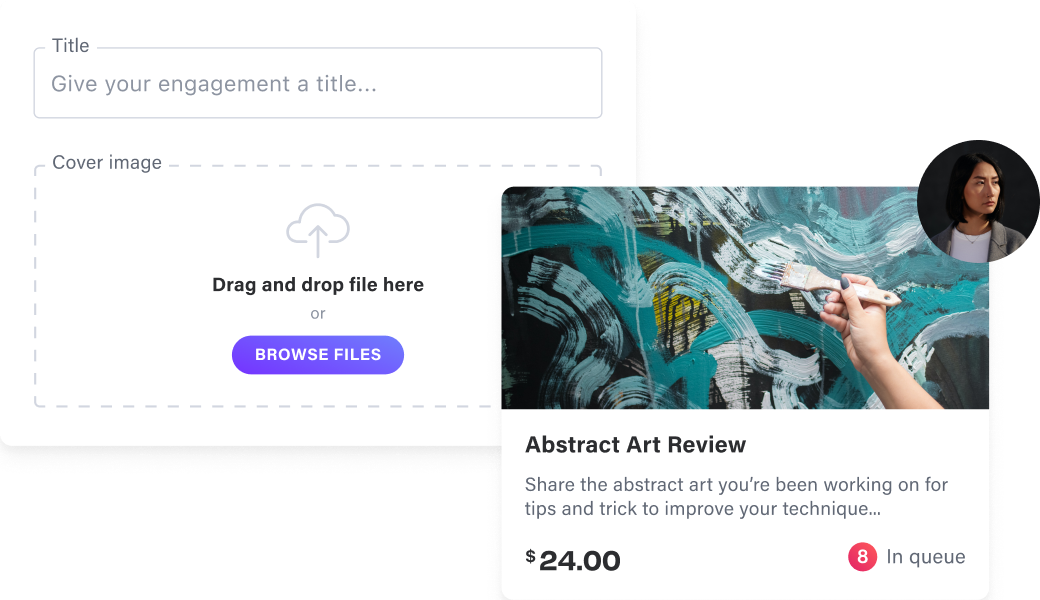 Title
Give your engagement a title...
Cover image
Drag and drop file here
or
BROWSE FILES
Abstract Art Review
Share the abstract art you’re been working on for
tips and trick to improve your technique...
$24.00
8 In queue